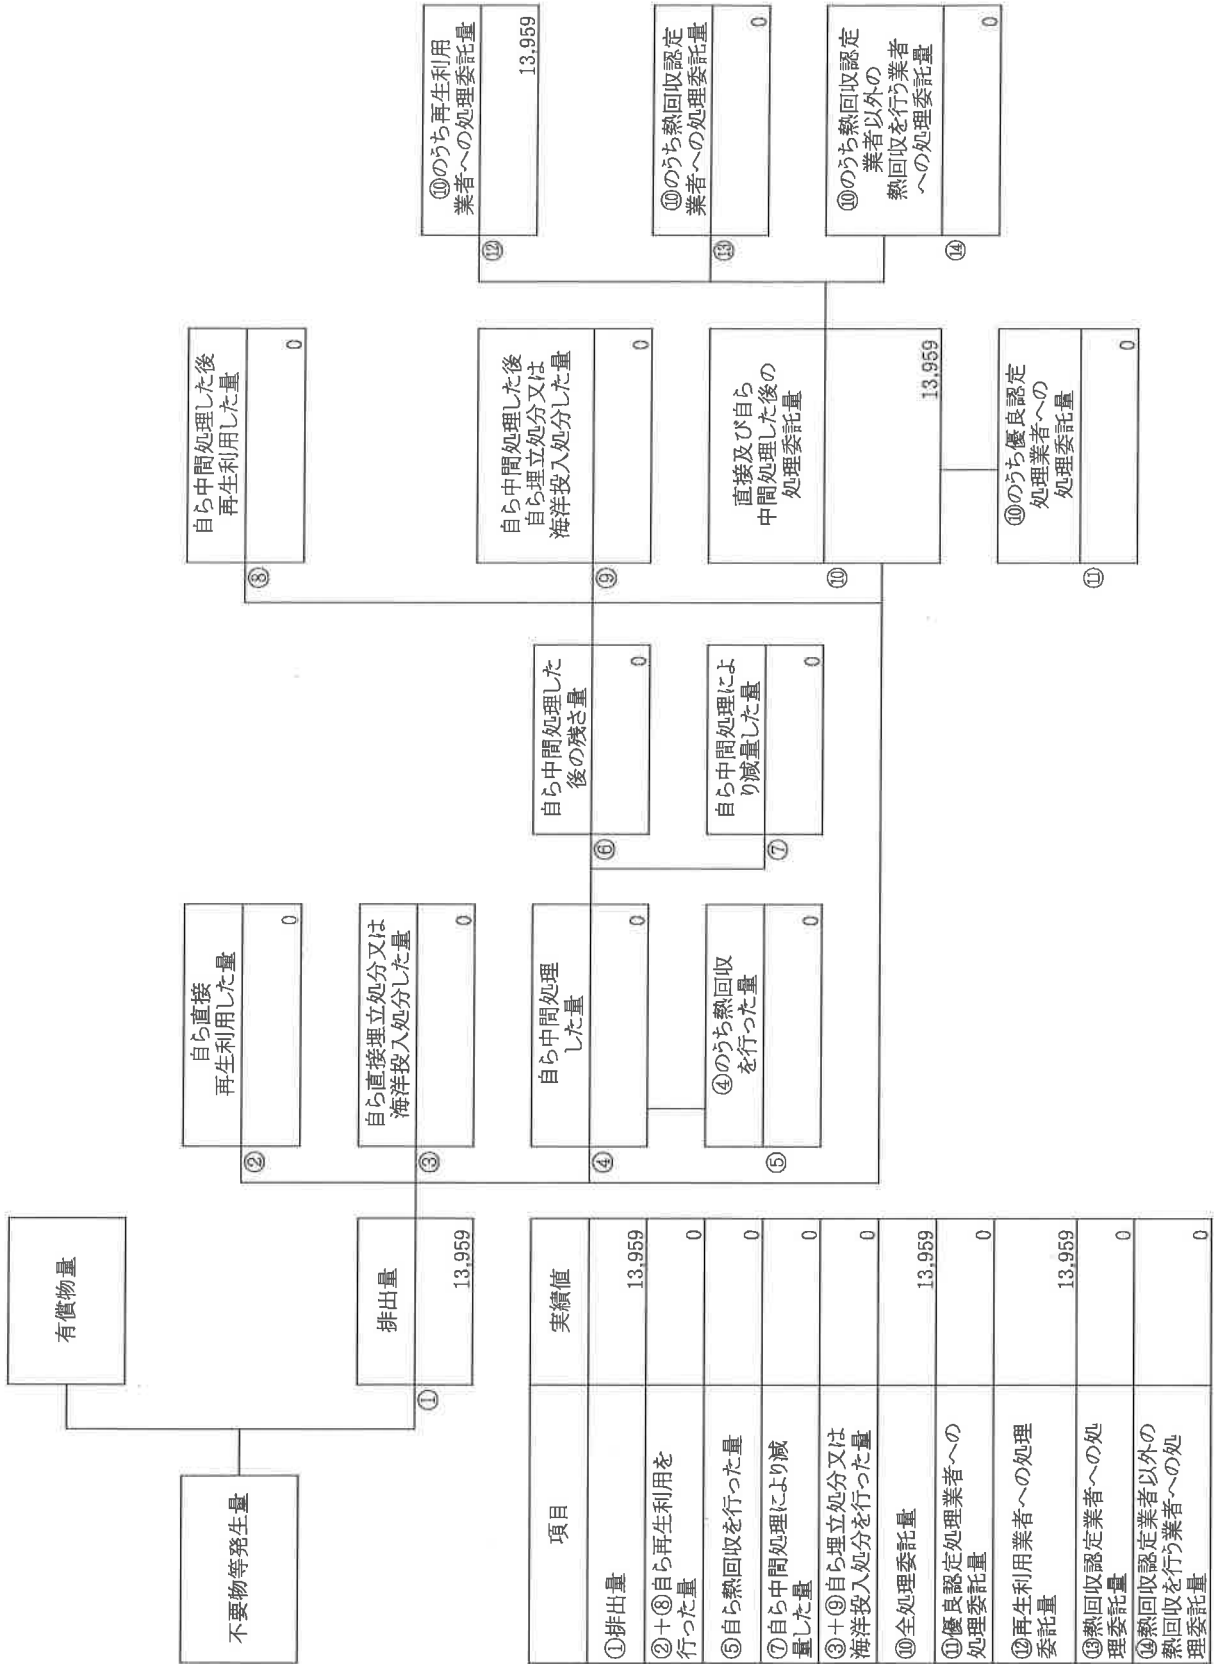 不要物等発生量
有償物量
①
排出量
13,959
②
自ら直接
再生利用した量
0
③
自ら直接埋立処分又は
海洋投入処分した量
0
④
自ら中間処理
した量
0
⑤
④のうち熱回収
を行った量
0
⑥
自ら中間処理した
後の残さ量
0
⑦
自ら中間処理によ
り減量した量
0
⑧
自ら中間処理した後
再生利用した量
0
⑨
自ら中間処理した後
自ら埋立処分又は
海洋投入処分した量
0
⑩
直接及び自ら
中間処理した後の
処理委託量
13,959
⑪
⑩のうち優良認定
処理業者への
処理委託量
0
⑫
⑩のうち再生利用
業者への処理委託量
13,959
⑬
⑩のうち熱回収認定
業者への処理委託量
0
⑭
⑩のうち熱回収認定
業者以外の
熱回収を行う業者
への処理委託量
0
項目 実績値
①排出量 13,959
②+⑧自ら再生利用を
行った量 0
⑤自ら熱回収を行った量 0
⑦自ら中間処理により減
量した量 0
③+⑨自ら埋立処分又は
海洋投入処分を行った量 0
⑩全処理委託量 13,959
⑪優良認定処理業者への
処理委託量 0
⑫再生利用業者への処理
委託量 13,959
⑬熱回収認定業者への処
理委託量 0
⑭熱回収認定業者以外の
熱回収を行う業者への処
理委託量 0